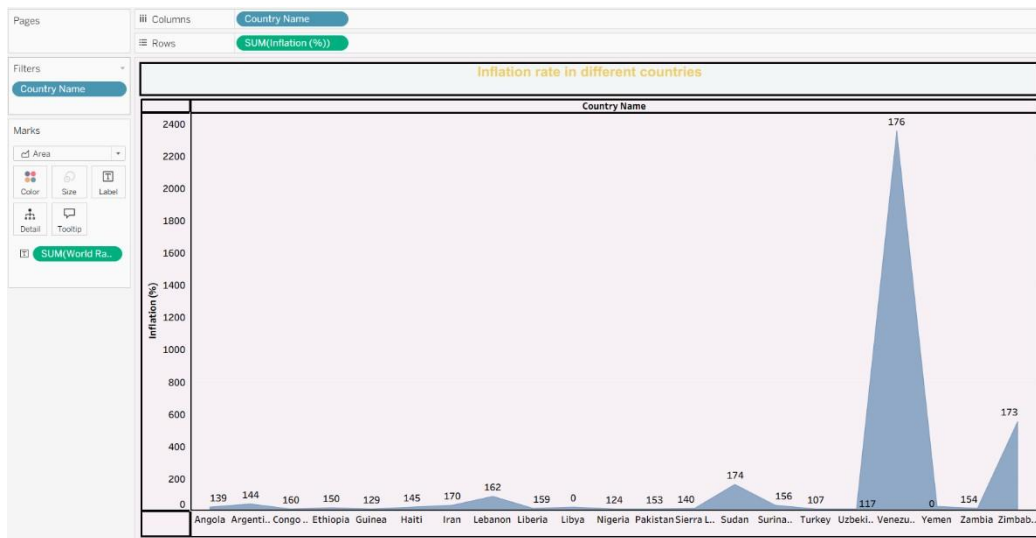 Pages
iii Columns
Country Name
Rows
SUM(Inflation (%))
Filters
Country Name
Marks
Area
Color
Size
Label
Detail
Tooltip
SUM(World Ra..
Inflation rate in different countries
Country Name
Inflation (%)
2400
2200
2000
1800
1600
1400
1200
1000
800
600
400
200
0
139 144 160 150 129 145 170 162 159 0 124 153 140 174 156 107 117 176 0 154 173
Angola Argenti.. Congo .. Ethiopia Guinea Haiti Iran Lebanon Liberia Libya Nigeria Pakistan Sierra L... Sudan Surina.. Turkey Uzbeki.. Venezu.. Yemen Zambia Zimbab..